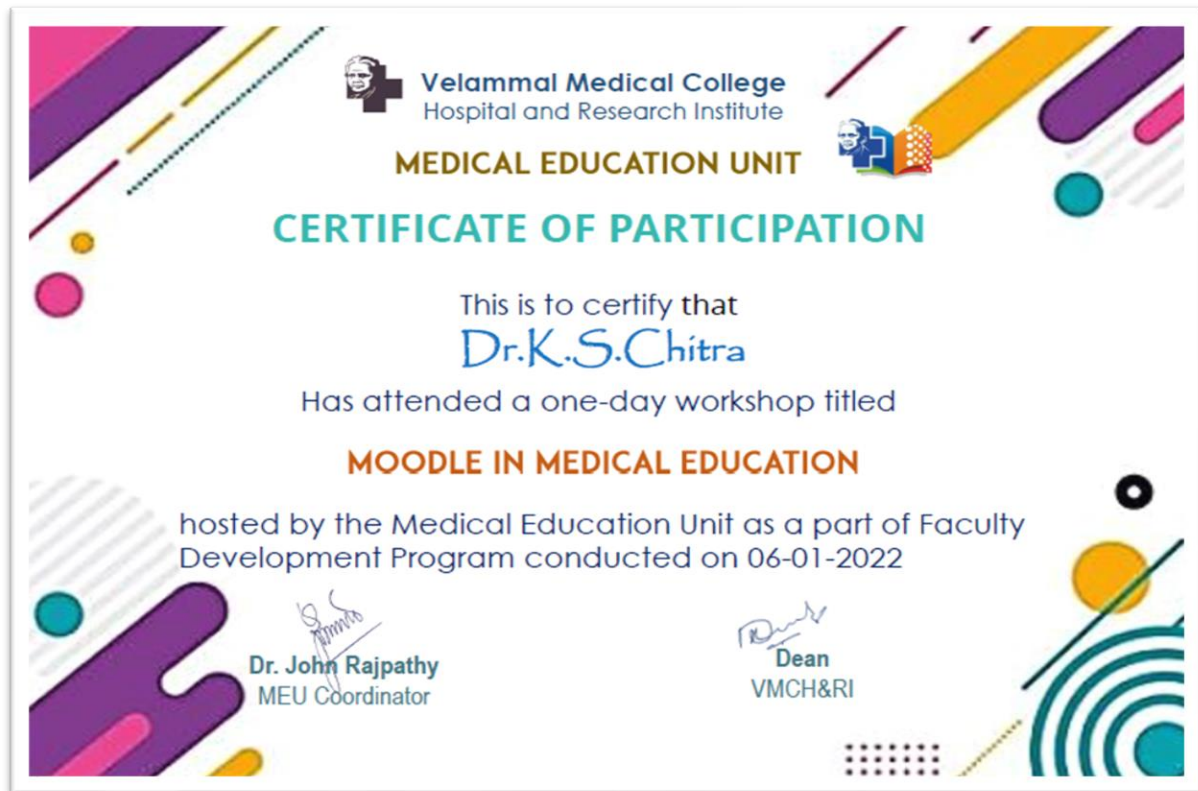 Velammal Medical College
Hospital and Research Institute
MEDICAL EDUCATION UNIT
CERTIFICATE OF PARTICIPATION
This is to certify that
Dr.K.S.Chitra
Has attended a one-day workshop titled
MOODLE IN MEDICAL EDUCATION
hosted by the Medical Education Unit as a part of Faculty
Development Program conducted on 06-01-2022
Dr. John Rajpathy
MEU Coordinator
Dean
VMCH&RI